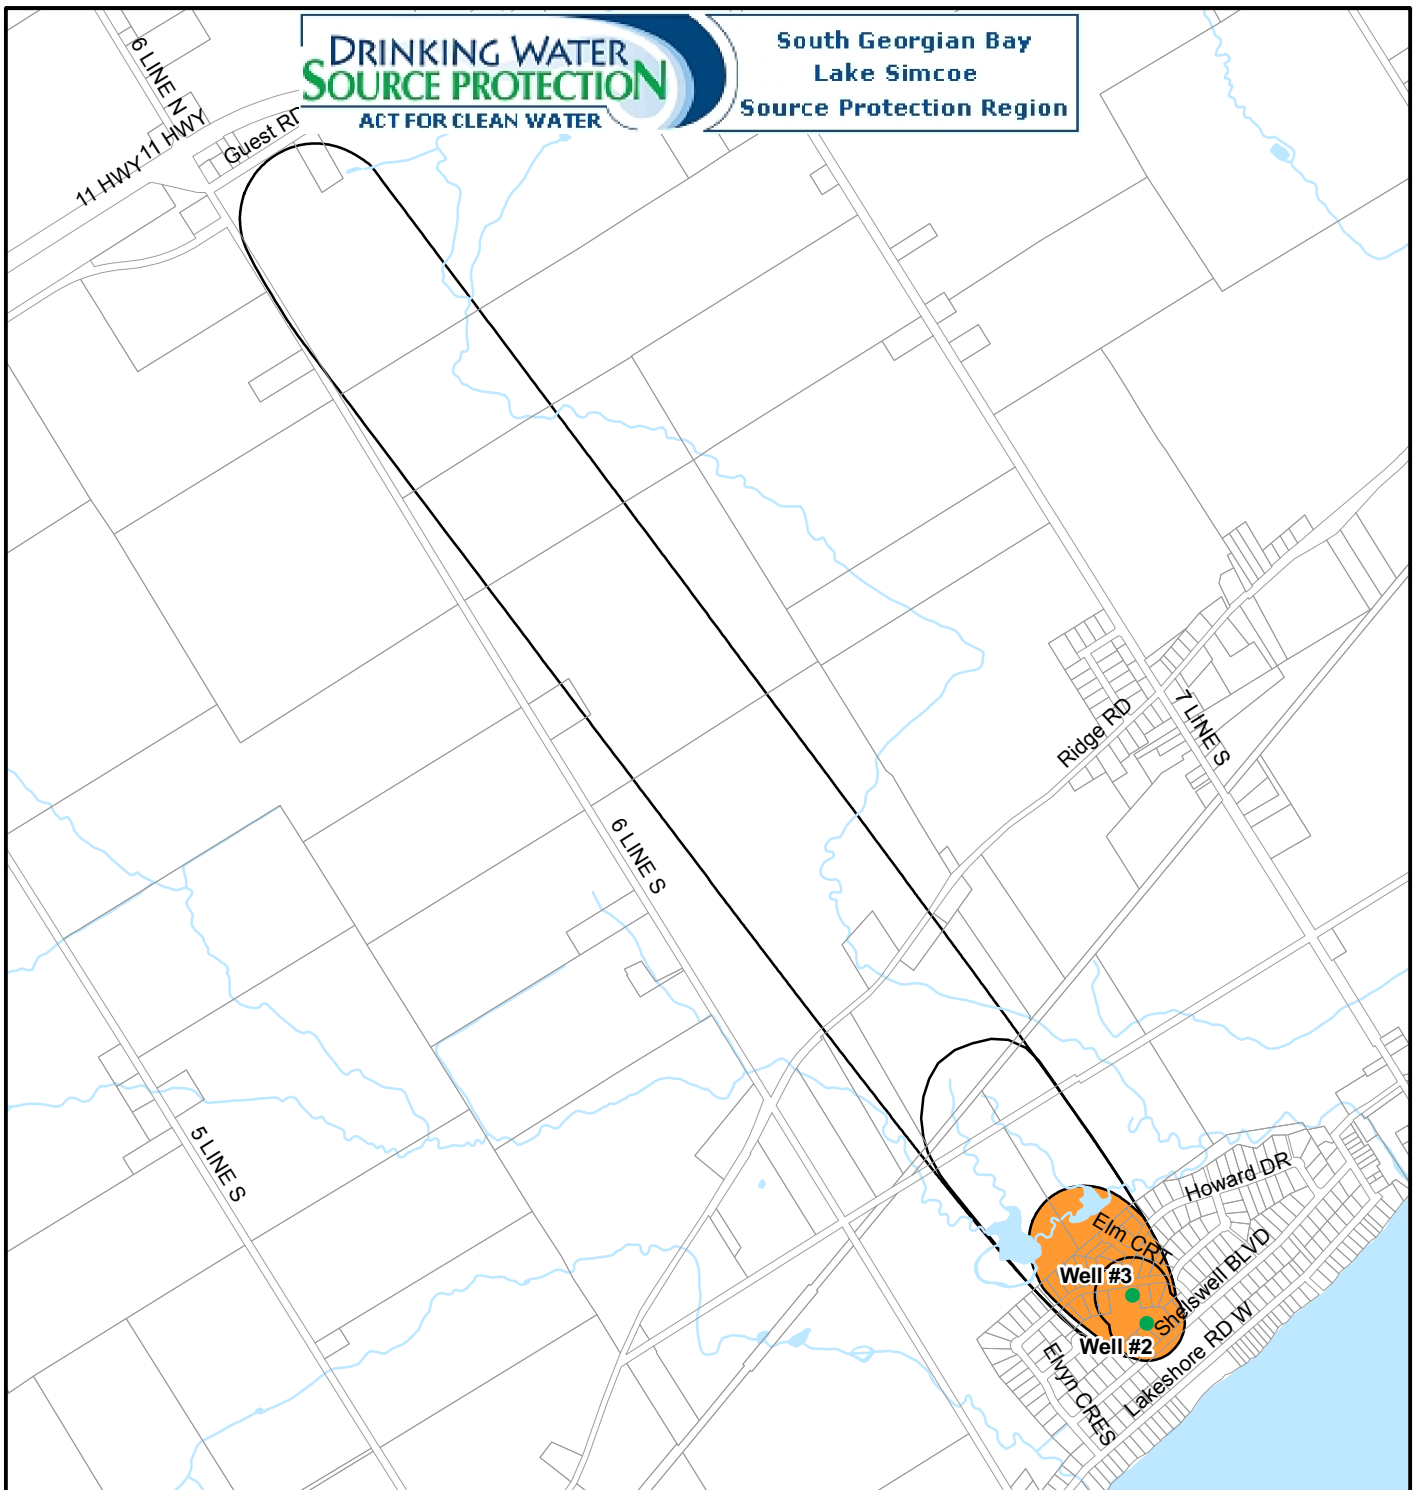 DRINKING WATER
SOURCE PROTECTION
ACT FOR CLEAN WATER
South Georgian Bay
Lake Simcoe
Source Protection Region
6 LINE N
11 HWY
11 HWY
Guest RD
Ridge RD
7 LINE S
6 LINE S
5 LINE S
Howard DR
Elm CRT
Shelswell BLVD
Well #3
Well #2
Lakeshore RD W
Elvyn CRES